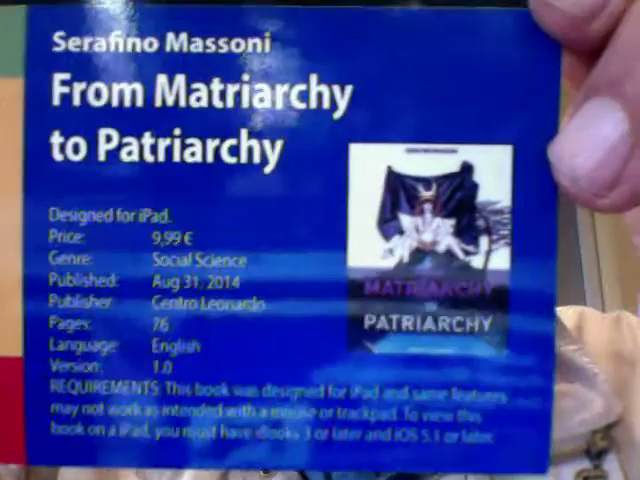 Serafino Massoni
From Matriarchy
to Patriarchy
Designed for iPad.
Price: 9,99 €
Genre: Social Science
Published: Aug 31, 2014
Publisher: Centro Leonardo
Pages: 76
Language: English
Version: 1.0
REQUIREMENTS: This book was designed for iPad and some features
may not work as intended with a mouse or trackpad. To view this
book on a iPad, you must have iBooks 3 or later and iOS 5.1 or later.
MATRIARCHY
PATRIARCHY